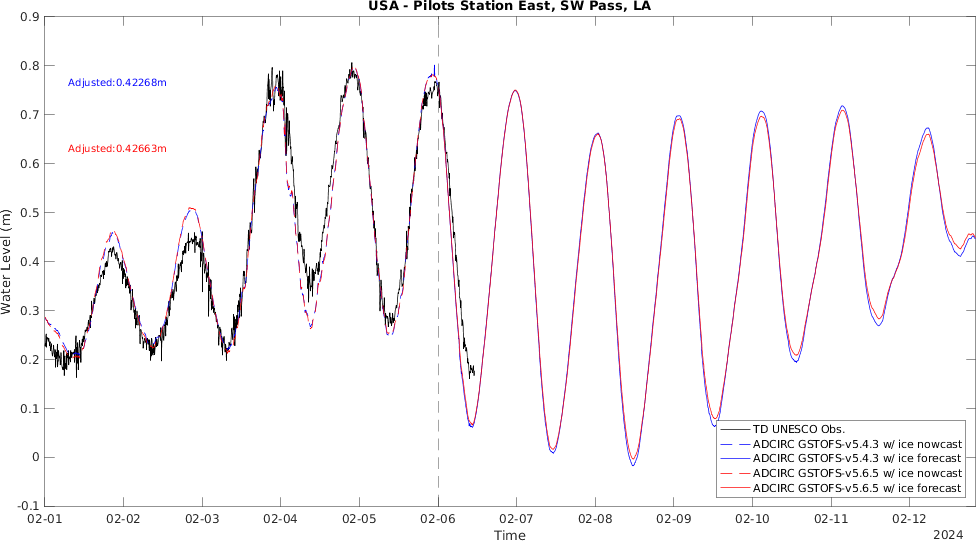 USA - Pilots Station East, SW Pass, LA
0.9
0.8
0.7
0.6
0.5
0.4
0.3
0.2
0.1
0
-0.1
Water Level (m)
Adjusted:0.42268m
Adjusted:0.42663m
TD UNESCO Obs.
ADCIRC GSTOFS-v5.4.3 w/ ice nowcast
ADCIRC GSTOFS-v5.4.3 w/ ice forecast
ADCIRC GSTOFS-v5.6.5 w/ ice nowcast
ADCIRC GSTOFS-v5.6.5 w/ ice forecast
02-01 02-02 02-03 02-04 02-05 02-06 02-07 02-08 02-09 02-10 02-11 02-12
Time
2024